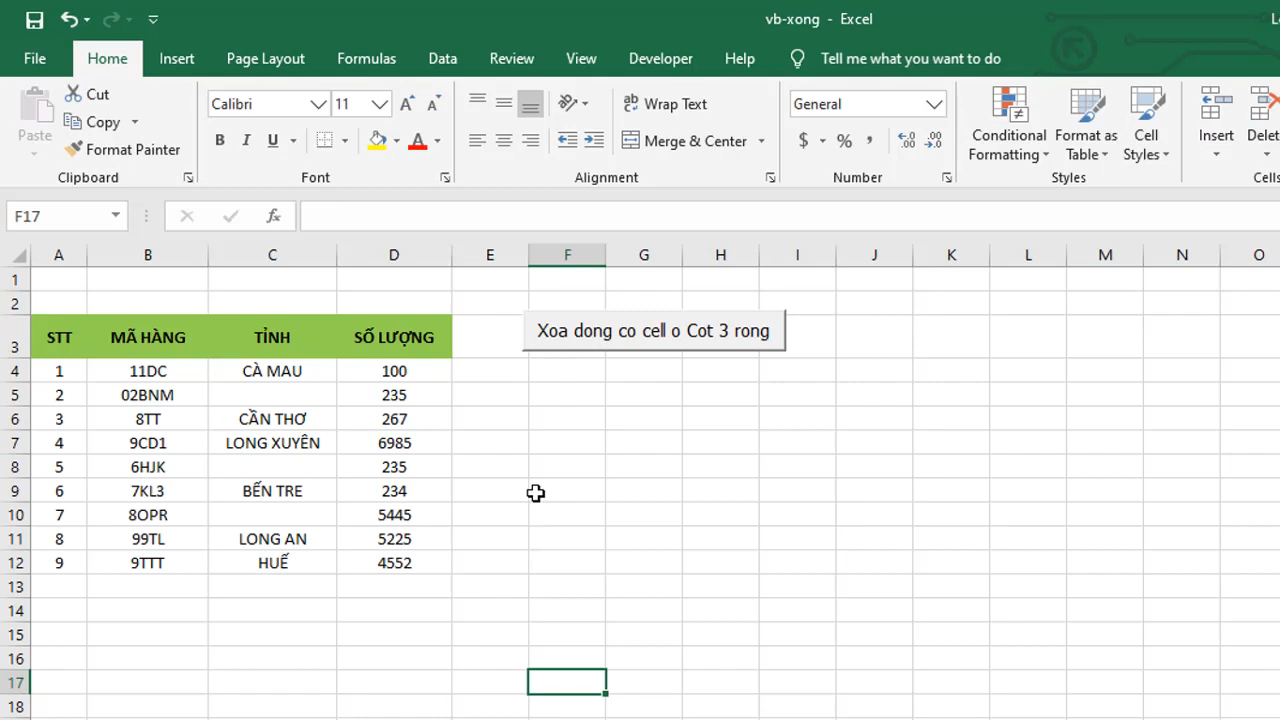 vb-xong - Excel
File Home Insert Page Layout Formulas Data Review View Developer Help Tell me what you want to do
Cut
Copy
Format Painter
Paste
Clipboard
Calibri 11 A A
B I U A
Font
ab Wrap Text
Merge & Center
Alignment
General
$ % ,
Number
Conditional Formatting
Format as Table
Cell Styles
Styles
Insert
Delet
Cells
F17 fx
A B C D E F G H I J K L M N O
1
2
3 STT MÃ HÀNG TỈNH SỐ LƯỢNG Xoa dong co cell o Cot 3 rong
4 1 11DC CÀ MAU 100
5 2 02BNM 235
6 3 8TT CẦN THƠ 267
7 4 9CD1 LONG XUYÊN 6985
8 5 6HJK 235
9 6 7KL3 BẾN TRE 234
10 7 8OPR 5445
11 8 99TL LONG AN 5225
12 9 9TTT HUẾ 4552
13
14
15
16
17
18